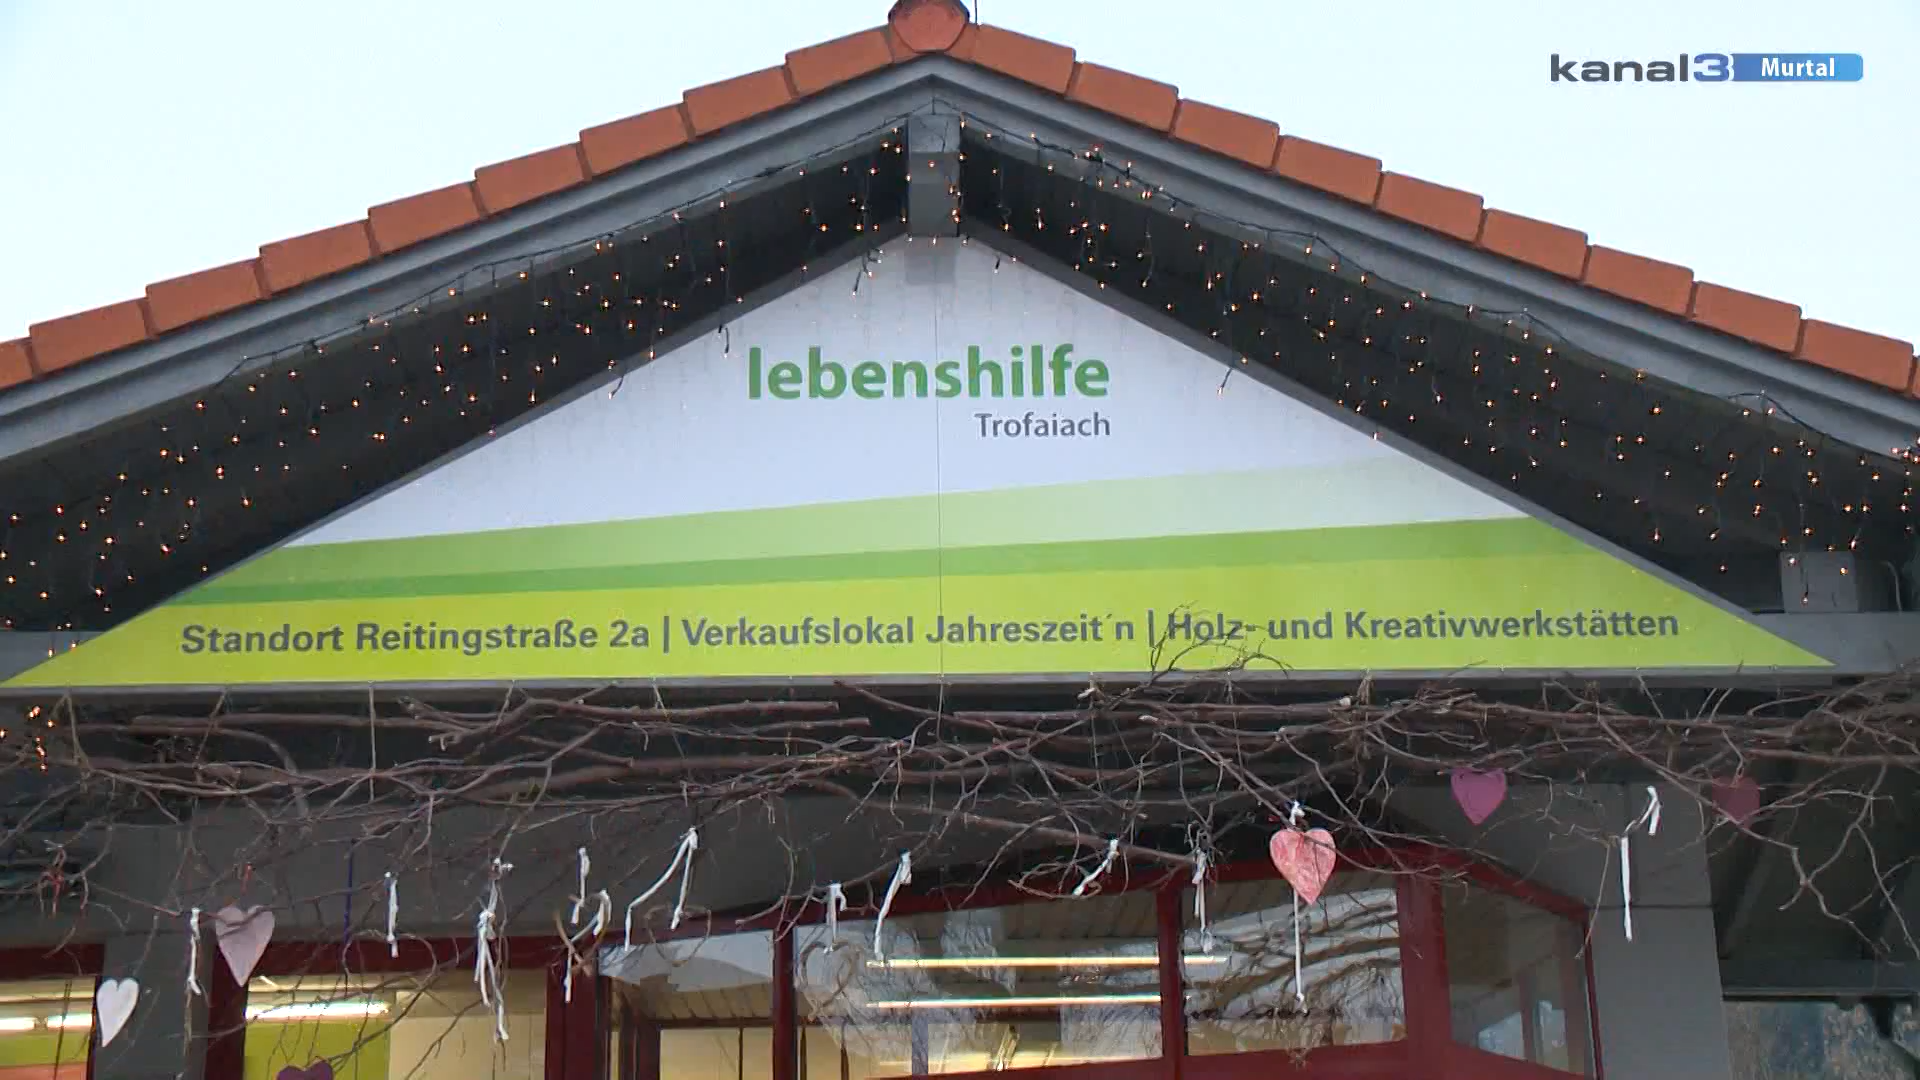 kanal3 Murtal
lebenshilfe
Trofaiach
Standort Reitingstraße 2a | Verkaufslokal Jahreszeit´n | Holz- und Kreativwerkstätten